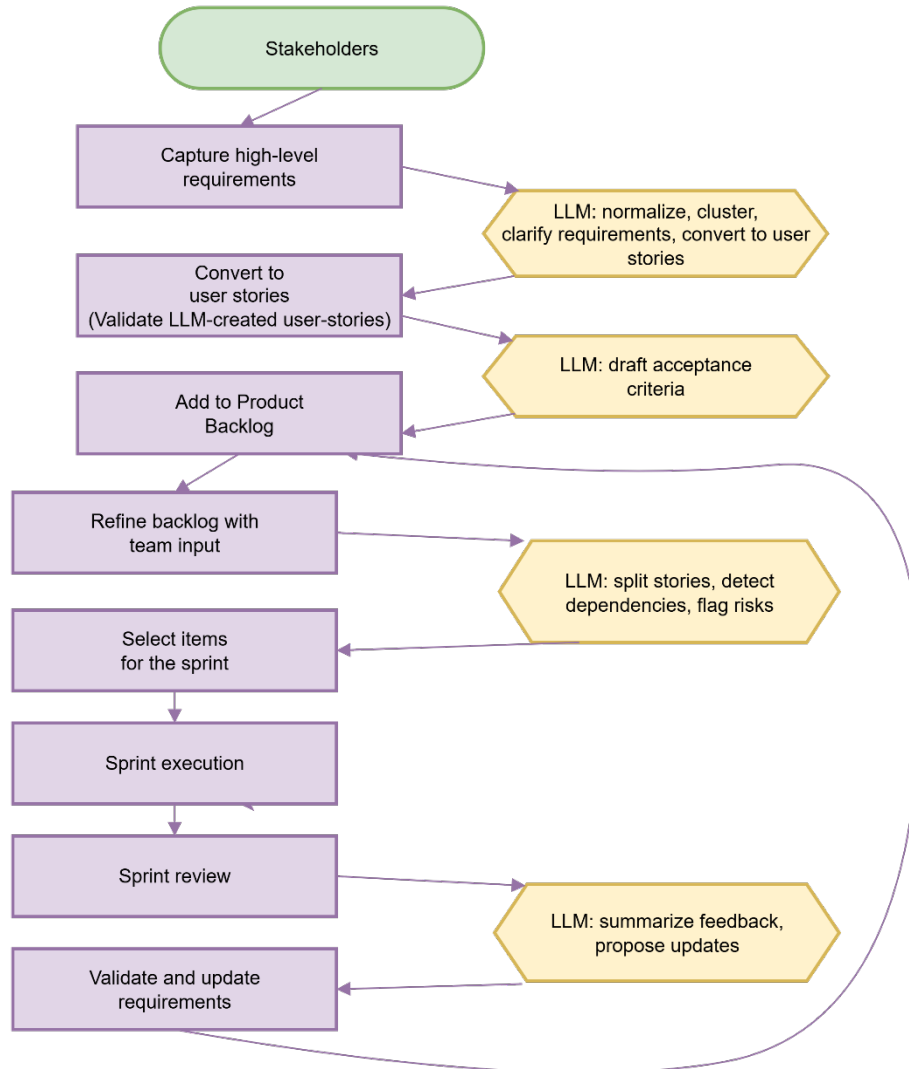 Stakeholders
Capture high-level
requirements
LLM: normalize, cluster,
clarify requirements, convert to user
stories
Convert to
user stories
(Validate LLM-created user-stories)
LLM: draft acceptance
criteria
Add to Product
Backlog
Refine backlog with
team input
LLM: split stories, detect
dependencies, flag risks
Select items
for the sprint
Sprint execution
Sprint review
LLM: summarize feedback,
propose updates
Validate and update
requirements